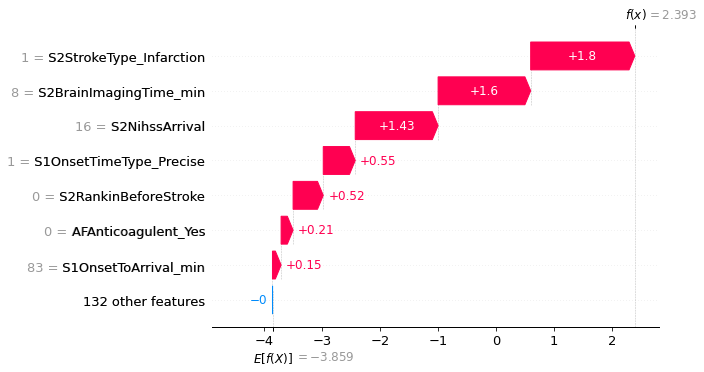 f(x) = 2.393
1 = S2StrokeType_Infarction
+1.8
8 = S2BrainImagingTime_min
+1.6
16 = S2NihssArrival
+1.43
1 = S1OnsetTimeType_Precise
+0.55
0 = S2RankinBeforeStroke
+0.52
0 = AFAnticoagulent_Yes
+0.21
83 = S1OnsetToArrival_min
+0.15
132 other features
−0
−4 −3 −2 −1 0 1 2
E[f(X)] = −3.859